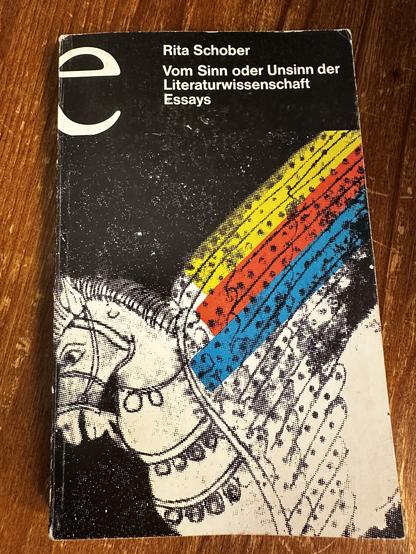 e
Rita Schober
Vom Sinn oder Unsinn der
Literaturwissenschaft
Essays